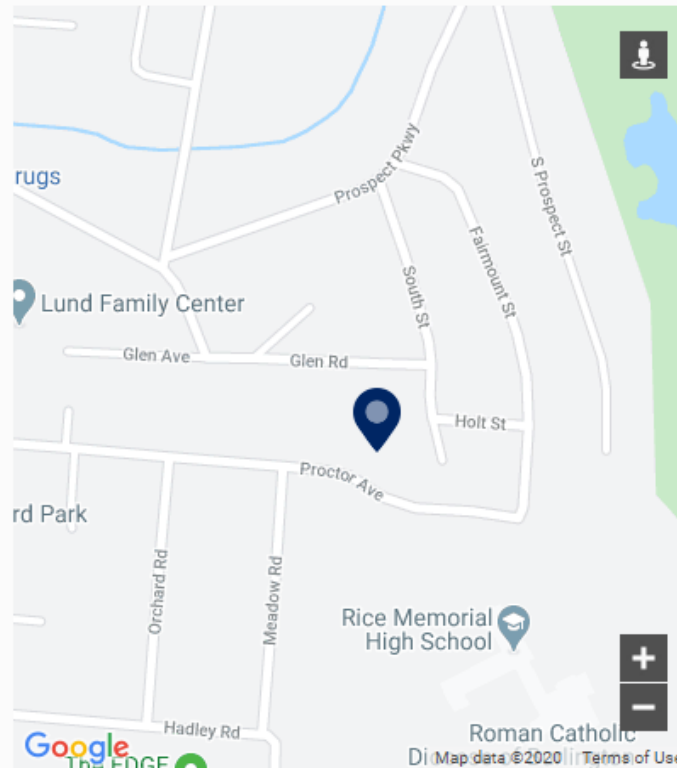 rugs
Prospect Pkwy
S Prospect St
Fairmount St
South St
Lund Family Center
Glen Ave
Glen Rd
Holt St
Proctor Ave
rd Park
Orchard Rd
Meadow Rd
Rice Memorial
High School
Hadley Rd
Roman Catholic
Google
The EDGE
Map data ©2020 Terms of Use